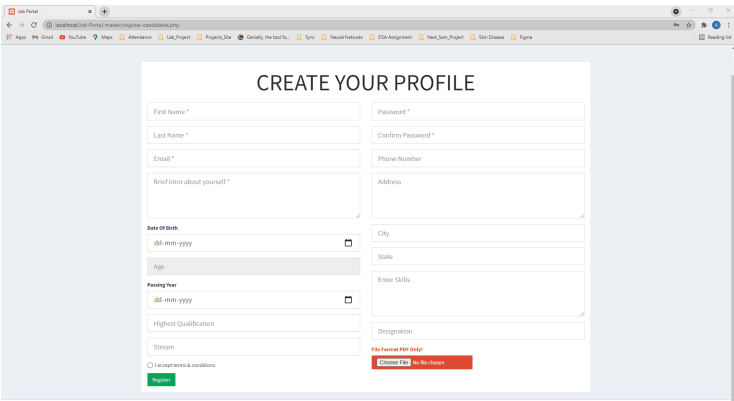 Job Portal
localhost/Job-Portal-master/register-candidates.php
Apps Gmail YouTube Maps Attendance Lab_Project Projects_Site Genially, the tool fo... Sync Neural Networks DSA Assignment Next_Sem_Project Skin Disease Figma Reading list
CREATE YOUR PROFILE
First Name *
Last Name *
Email *
Brief intro about yourself *
Date Of Birth
dd-mm-yyyy
Age
Passing Year
dd-mm-yyyy
Highest Qualification
Stream
I accept terms & conditions
Register
Password *
Confirm Password *
Phone Number
Address
City
State
Enter Skills
Designation
File Format PDF Only!
Choose File No file chosen